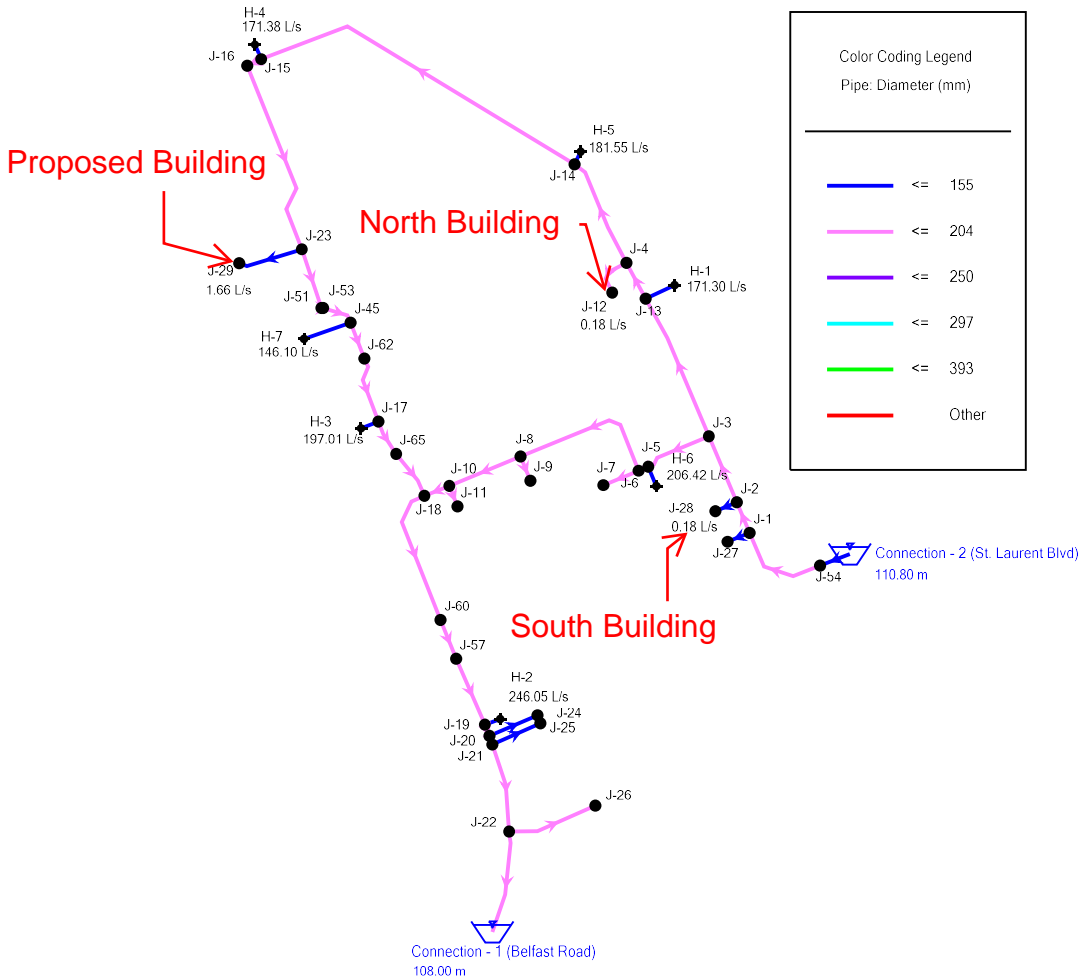 H-4
171.38 L/s
J-16
J-15
Color Coding Legend
Pipe: Diameter (mm)
<= 155
<= 204
<= 250
<= 297
<= 393
Other
H-5
181.55 L/s
J-14
Proposed Building
North Building
J-23
J-29
1.66 L/s
J-4
H-1
171.30 L/s
J-12
0.18 L/s
J-13
J-51
J-53
J-45
H-7
146.10 L/s
J-62
J-17
H-3
197.01 L/s
J-65
J-3
J-8
J-5
H-6
206.42 L/s
J-10
J-9
J-7
J-6
J-11
J-18
J-2
J-28
0.18 L/s
J-1
J-27
J-54
Connection - 2 (St. Laurent Blvd)
110.80 m
South Building
J-60
J-57
H-2
246.05 L/s
J-24
J-19
J-25
J-20
J-21
J-26
J-22
Connection - 1 (Belfast Road)
108.00 m